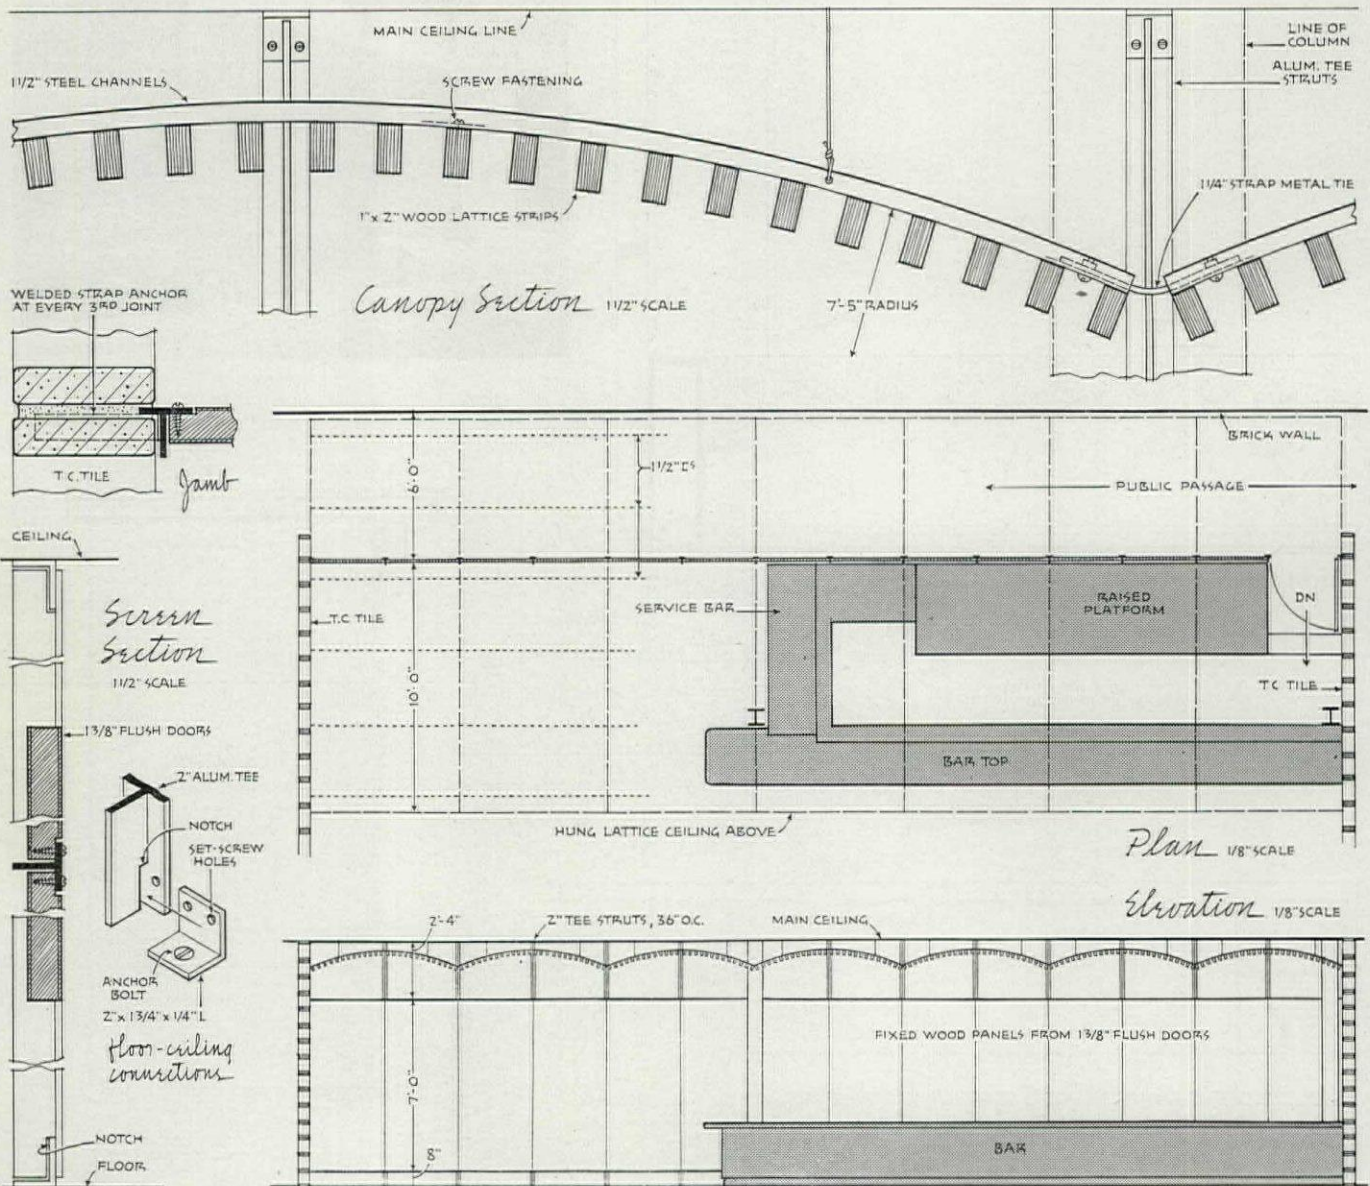 MAIN CEILING LINE
LINE OF
COLUMN
ALUM. TEE
STRUTS
1 1/2" STEEL CHANNELS
SCREW FASTENING
1 1/4" STRAP METAL TIE
1" x 2" WOOD LATTICE STRIPS
WELDED STRAP ANCHOR
AT EVERY 3RD JOINT
Canopy Section 1 1/2" SCALE
7'-5" RADIUS
T.C. TILE
Jamb
BRICK WALL
6'-0"
1 1/2" [S
PUBLIC PASSAGE
CEILING
Screen
Section
1 1/2" SCALE
T.C. TILE
SERVICE BAR
RAISED
PLATFORM
DN
10'-0"
T.C. TILE
1 3/8" FLUSH DOORS
BAR TOP
2" ALUM. TEE
NOTCH
SET-SCREW
HOLES
HUNG LATTICE CEILING ABOVE
Plan 1/8" SCALE
Elevation 1/8" SCALE
2'-4"
2" TEE STRUTS, 36" O.C.
MAIN CEILING
ANCHOR
BOLT
2" x 1 3/4" x 1/4" L
floor-ceiling
connections
FIXED WOOD PANELS FROM 1 3/8" FLUSH DOORS
7'-0"
NOTCH
FLOOR
8"
BAR